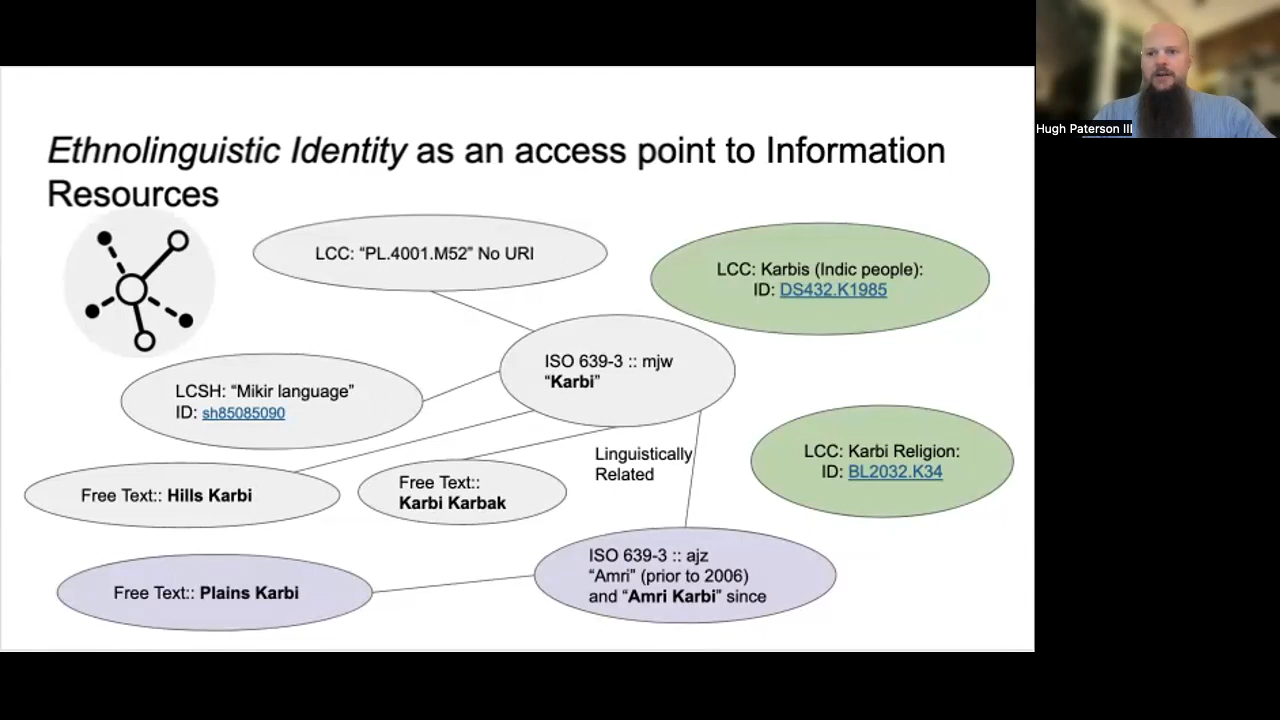 Ethnolinguistic Identity as an access point to Information
Resources
LCC: “PL.4001.M52” No URI
LCC: Karbis (Indic people):
ID: DS432.K1985
ISO 639-3 :: mjw
“Karbi”
LCSH: “Mikir language”
ID: sh85085090
Linguistically
Related
LCC: Karbi Religion:
ID: BL2032.K34
Free Text:: Hills Karbi
Free Text::
Karbi Karbak
ISO 639-3 :: ajz
“Amri” (prior to 2006)
and “Amri Karbi” since
Free Text:: Plains Karbi
Hugh Paterson III